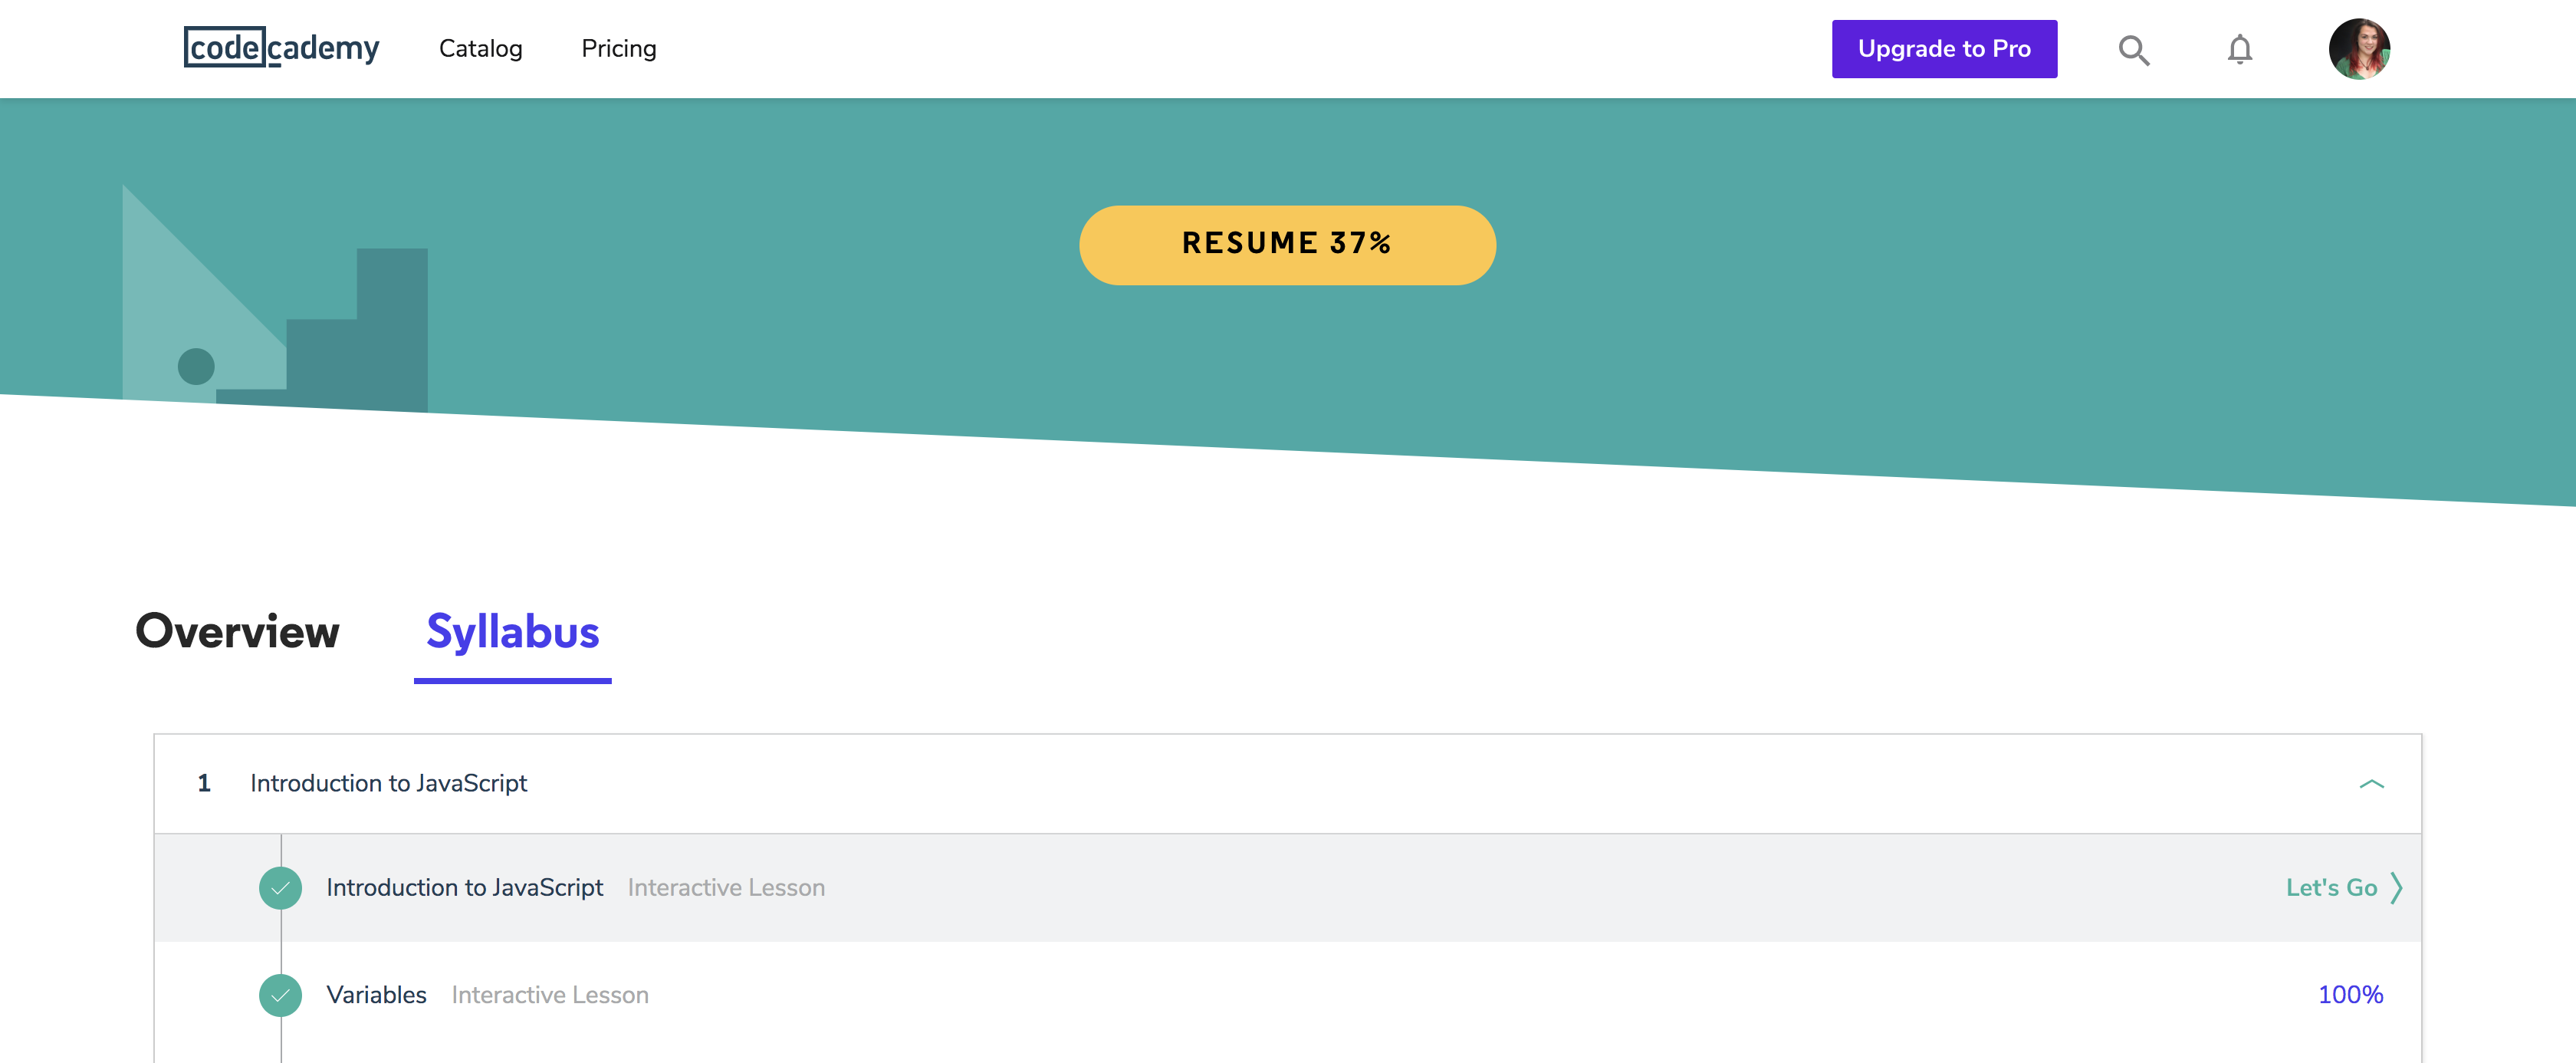 codecademy Catalog Pricing Upgrade to Pro
RESUME 37%
Overview Syllabus
1 Introduction to JavaScript
Introduction to JavaScript Interactive Lesson Let's Go
Variables Interactive Lesson 100%